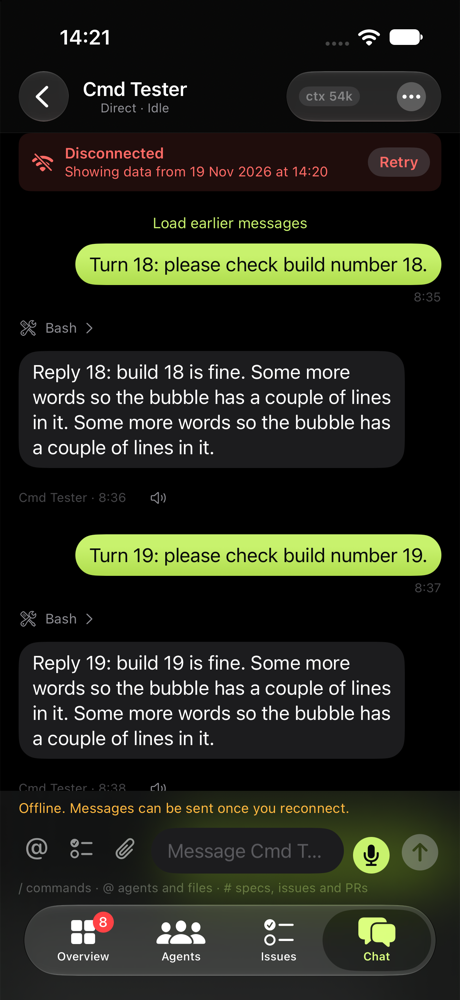 14:21
Cmd Tester
Direct · Idle
ctx 54k
Disconnected
Showing data from 19 Nov 2026 at 14:20
Retry
Load earlier messages
Turn 18: please check build number 18.
8:35
Bash
Reply 18: build 18 is fine. Some more
words so the bubble has a couple of lines
in it. Some more words so the bubble has
a couple of lines in it.
Cmd Tester · 8:36
Turn 19: please check build number 19.
8:37
Bash
Reply 19: build 19 is fine. Some more
words so the bubble has a couple of lines
in it. Some more words so the bubble has
a couple of lines in it.
Cmd Tester · 8:38
Offline. Messages can be sent once you reconnect.
Message Cmd T...
/ commands · @ agents and files · # specs, issues and PRs
8
Overview
Agents
Issues
Chat